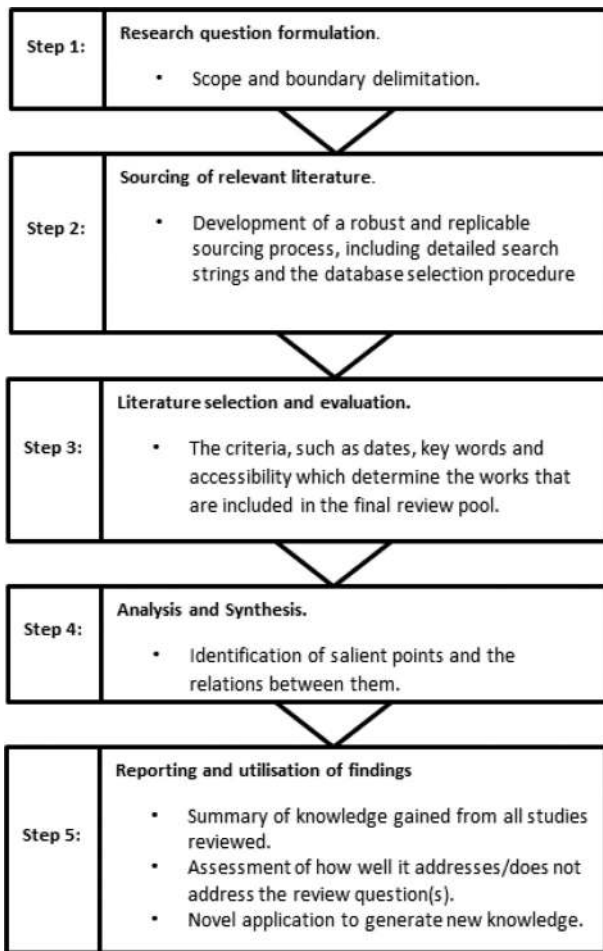 Step 1:
Research question formulation.
• Scope and boundary delimitation.
Step 2:
Sourcing of relevant literature.
• Development of a robust and replicable
sourcing process, including detailed search
strings and the database selection procedure
Step 3:
Literature selection and evaluation.
• The criteria, such as dates, key words and
accessibility which determine the works that
are included in the final review pool.
Step 4:
Analysis and Synthesis.
• Identification of salient points and the
relations between them.
Step 5:
Reporting and utilisation of findings
• Summary of knowledge gained from all studies
reviewed.
• Assessment of how well it addresses/does not
address the review question(s).
• Novel application to generate new knowledge.